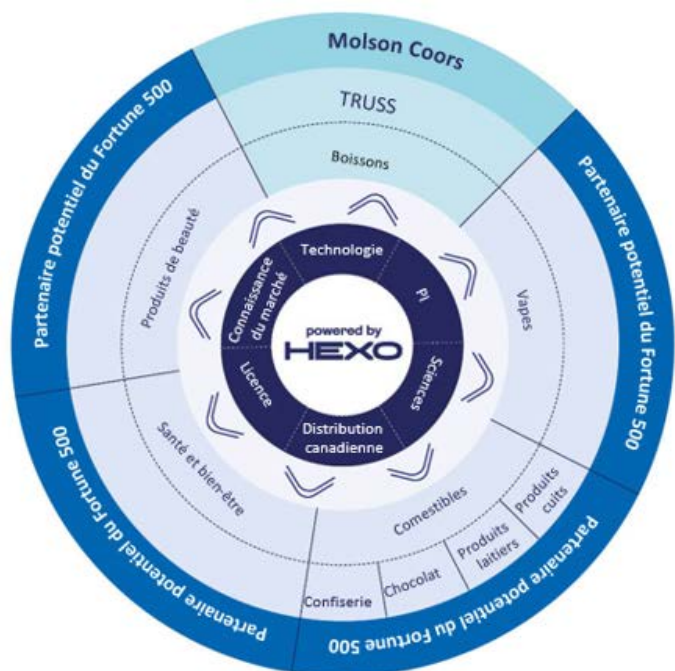 Molson Coors
TRUSS
Boissons
Partenaire potentiel du Fortune 500
Produits de beauté
Partenaire potentiel du Fortune 500
Vapes
Partenaire potentiel du Fortune 500
Santé et bien-être
Partenaire potentiel du Fortune 500
Comestibles
Confiserie
Chocolat
Produits
laitiers
Produits
cuits
Technologie
PI
Sciences
Distribution
canadienne
Licence
Connaissance
du marché
powered by
HEXO